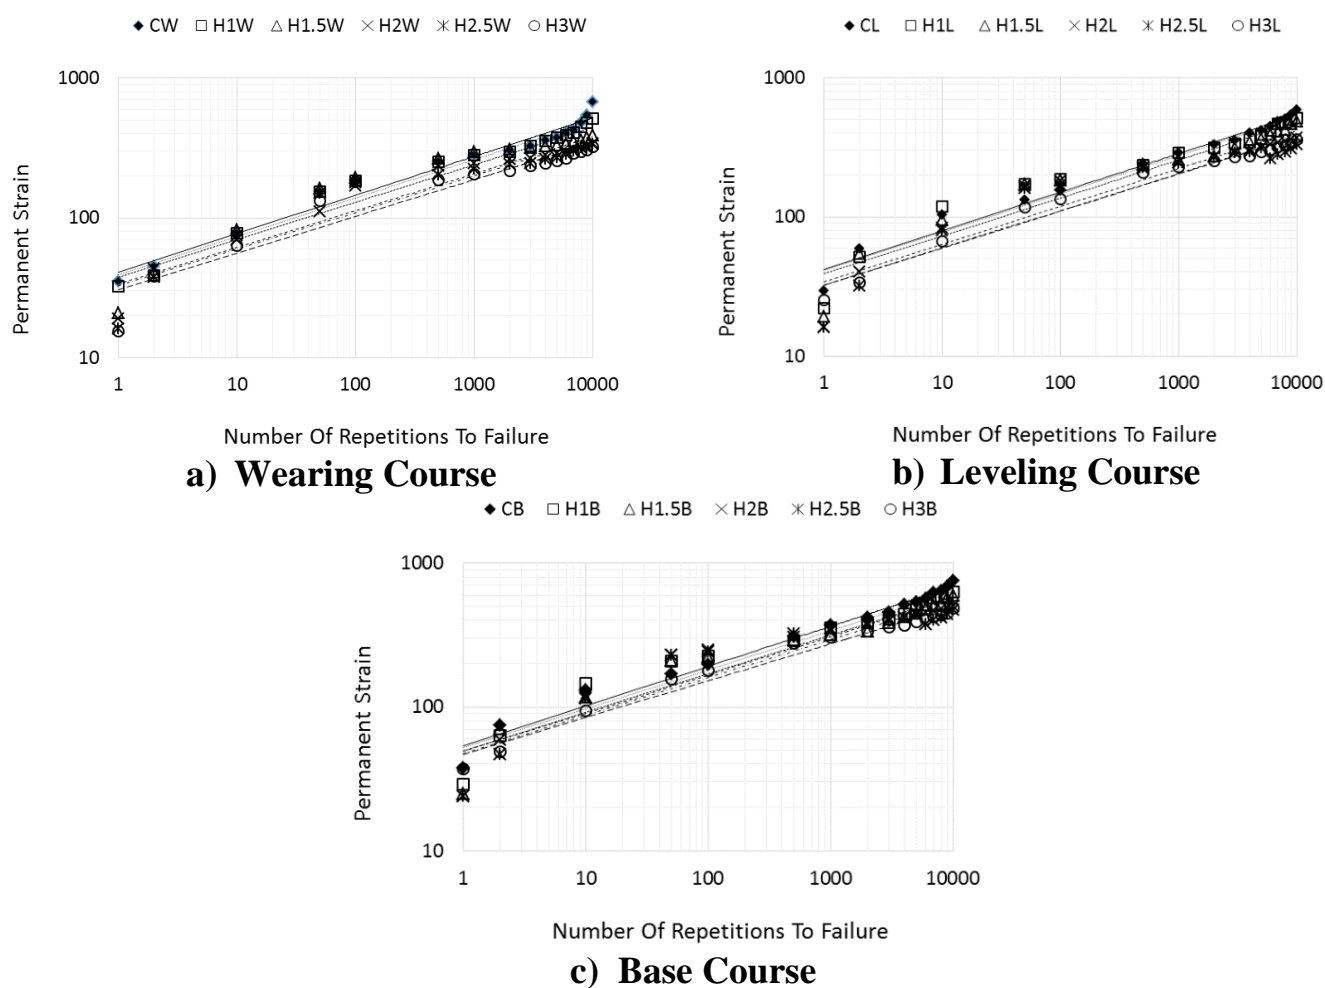 CW H1W H1.5W H2W H2.5W H3W
1000
100
10
1 10 100 1000 10000
Permanent Strain
Number Of Repetitions To Failure
a) Wearing Course
CL H1L H1.5L H2L H2.5L H3L
1000
100
10
1 10 100 1000 10000
Permanent Strain
Number Of Repetitions To Failure
b) Leveling Course
CB H1B H1.5B H2B H2.5B H3B
1000
100
10
1 10 100 1000 10000
Permanent Strain
Number Of Repetitions To Failure
c) Base Course